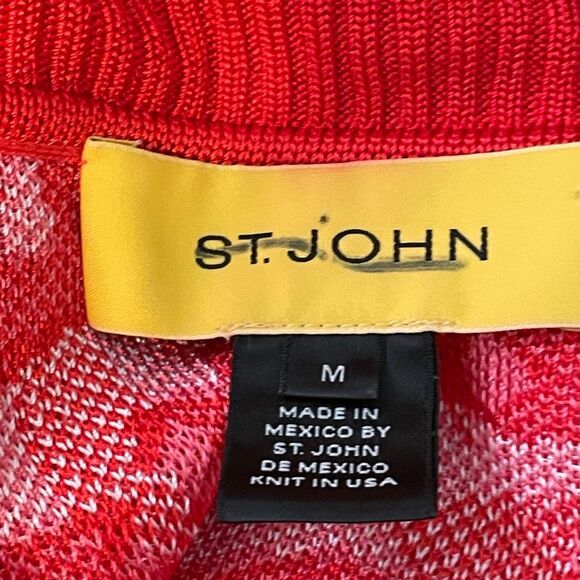 ST. JOHN
M
MADE IN
MEXICO BY
ST. JOHN
DE MEXICO
KNIT IN USA